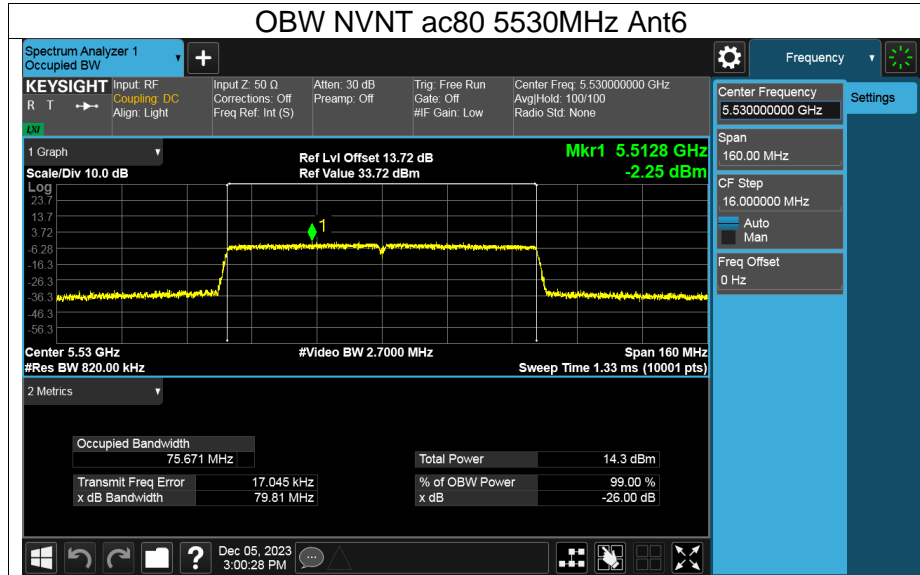 OBW NVNT ac80 5530MHz Ant6
Spectrum Analyzer 1
Occupied BW
Frequency
KEYSIGHT
R T
LXI
Input: RF
Coupling: DC
Align: Light
Input Z: 50 Ω
Corrections: Off
Freq Ref: Int (S)
Atten: 30 dB
Preamp: Off
Trig: Free Run
Gate: Off
#IF Gain: Low
Center Freq: 5.530000000 GHz
Avg|Hold: 100/100
Radio Std: None
Center Frequency
5.530000000 GHz
Settings
Span
160.00 MHz
CF Step
16.000000 MHz
Auto
Man
Freq Offset
0 Hz
1 Graph
Scale/Div 10.0 dB
Ref Lvl Offset 13.72 dB
Ref Value 33.72 dBm
Mkr1 5.5128 GHz
-2.25 dBm
Log
23.7
13.7
3.72
-6.28
-16.3
-26.3
-36.3
-46.3
-56.3
1
Center 5.53 GHz
#Res BW 820.00 kHz
#Video BW 2.7000 MHz
Span 160 MHz
Sweep Time 1.33 ms (10001 pts)
2 Metrics
Occupied Bandwidth
75.671 MHz
Transmit Freq Error 17.045 kHz
x dB Bandwidth 79.81 MHz
Total Power 14.3 dBm
% of OBW Power 99.00 %
x dB -26.00 dB
?
Dec 05, 2023
3:00:28 PM